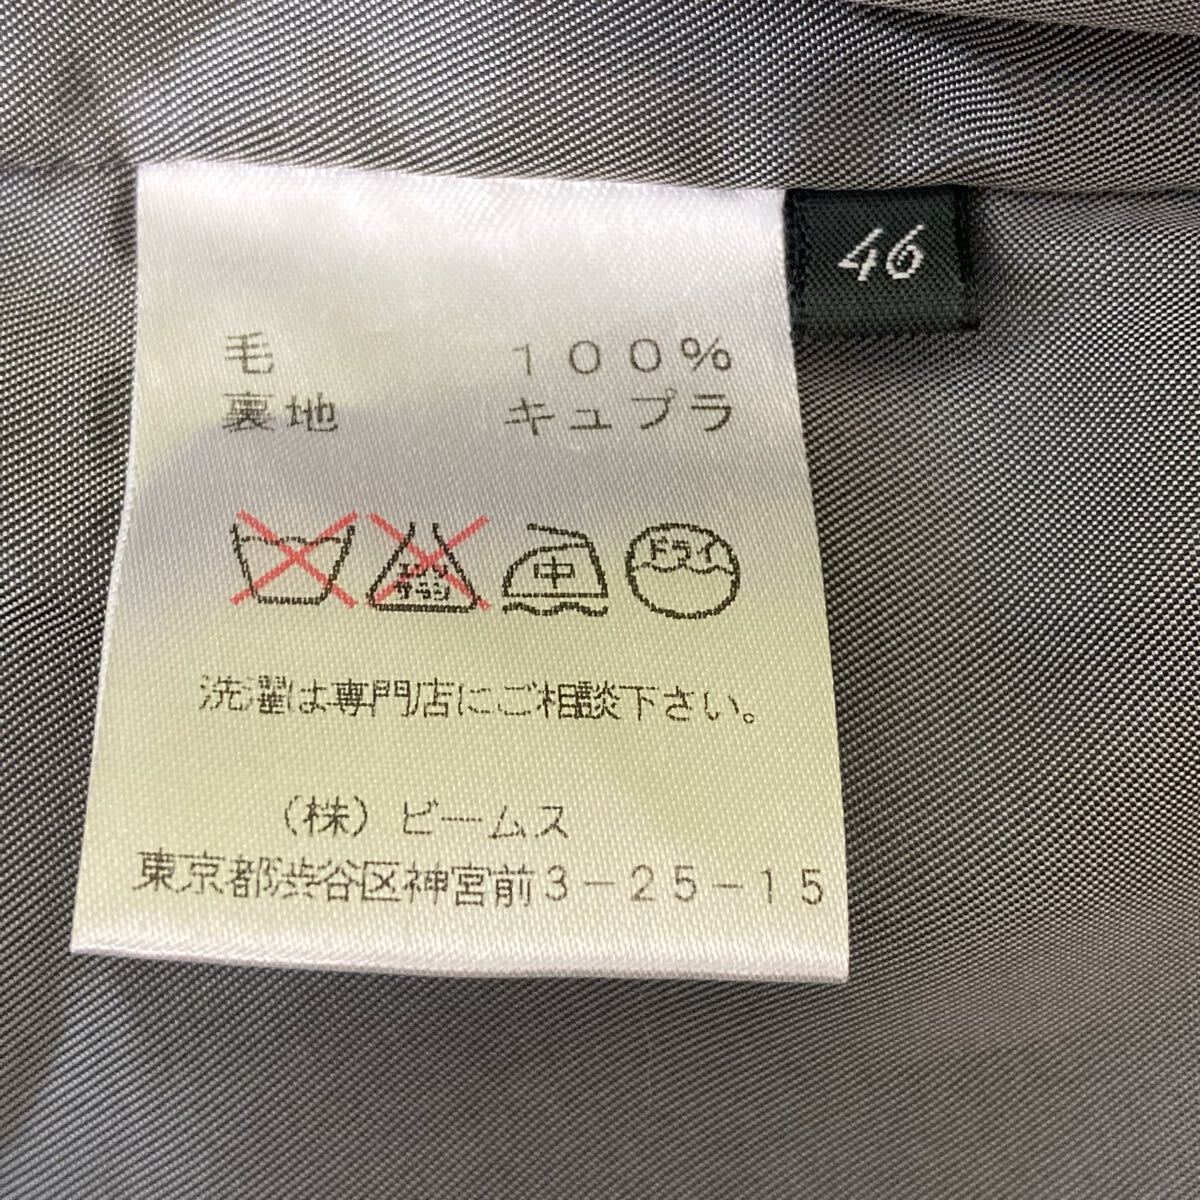 46
毛 100%
裏地 キュプラ
エンソ
サラシ
中
ドライ
洗濯は専門店にご相談下さい。
(株) ビームス
東京都渋谷区神宮前3-25-15